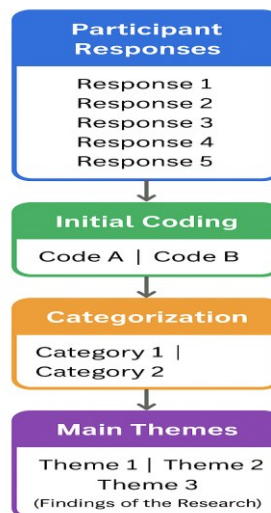 Participant
Responses
Response 1
Response 2
Response 3
Response 4
Response 5
Initial Coding
Code A | Code B
Categorization
Category 1 |
Category 2
Main Themes
Theme 1 | Theme 2
Theme 3
(Findings of the Research)